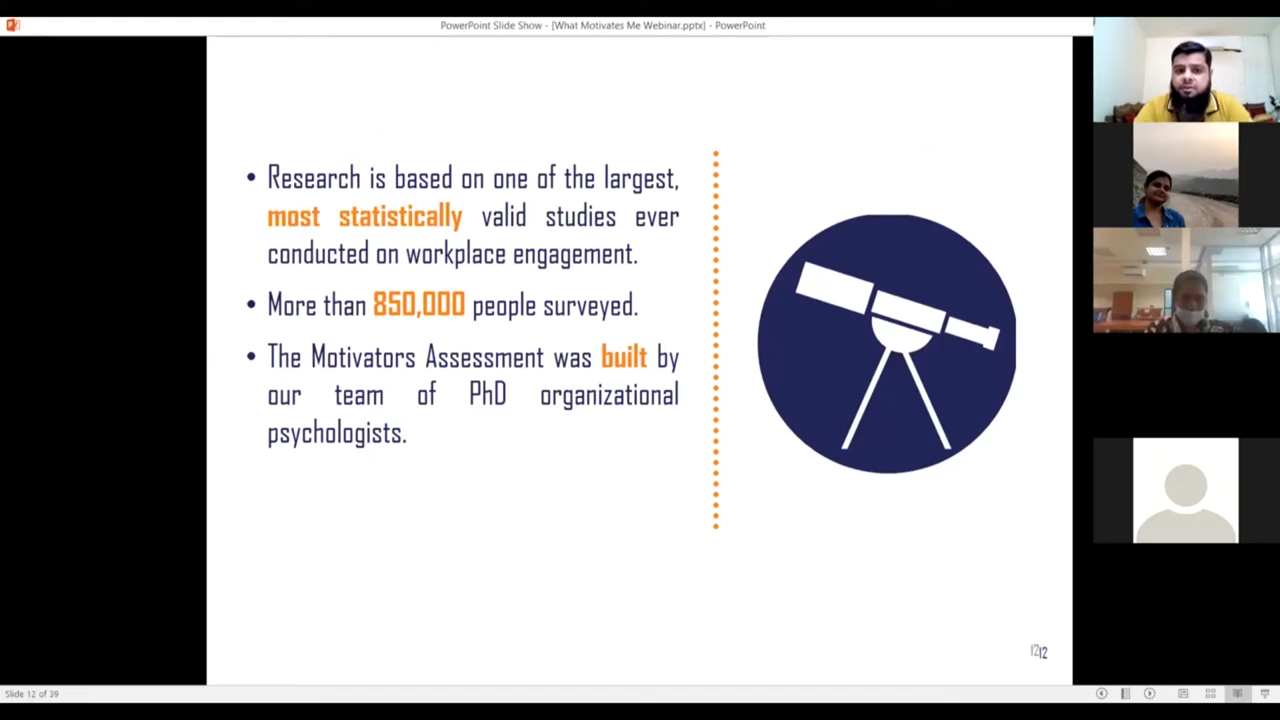 PowerPoint Slide Show - [What Motivates Me Webinar.pptx] - PowerPoint
• Research is based on one of the largest,
most statistically valid studies ever
conducted on workplace engagement.
• More than 850,000 people surveyed.
• The Motivators Assessment was built by
our team of PhD organizational
psychologists.
12 12
Slide 12 of 39